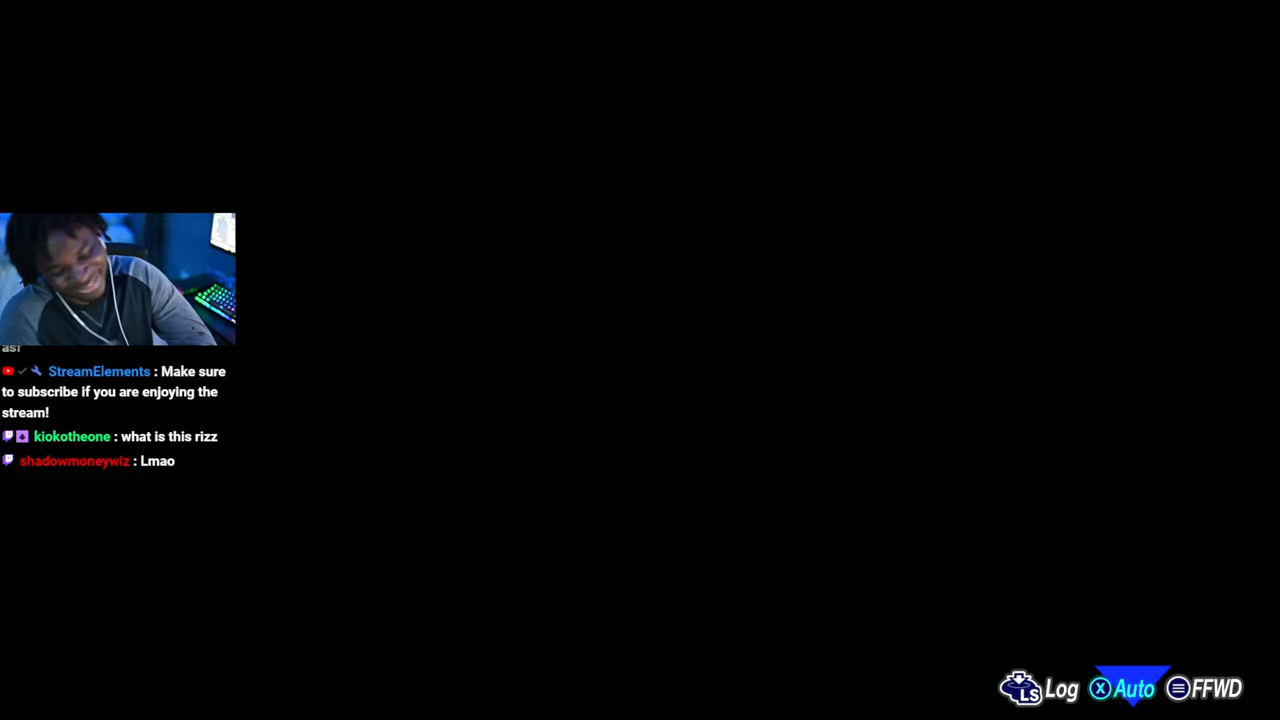 StreamElements : Make sure
to subscribe if you are enjoying the
stream!
kiokotheone : what is this rizz
shadowmoneywiz : Lmao
LS Log X Auto FFWD